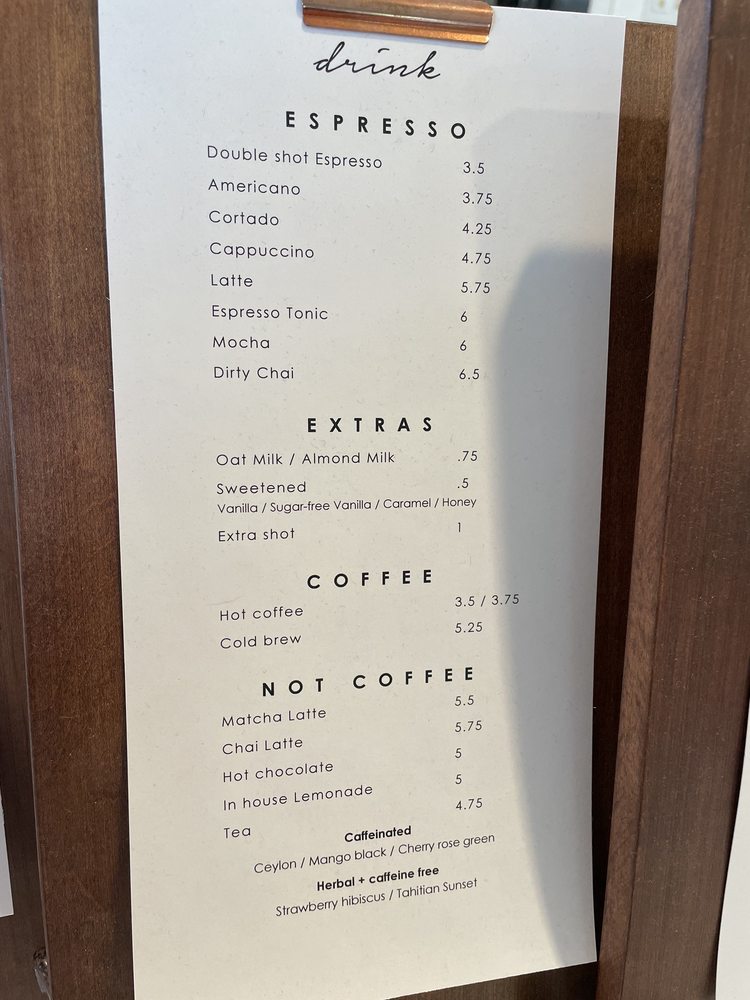 drink
ESPRESSO
Double shot Espresso 3.5
Americano 3.75
Cortado 4.25
Cappuccino 4.75
Latte 5.75
Espresso Tonic 6
Mocha 6
Dirty Chai 6.5
EXTRAS
Oat Milk / Almond Milk .75
Sweetened .5
Vanilla / Sugar-free Vanilla / Caramel / Honey
Extra shot 1
COFFEE
Hot coffee 3.5 / 3.75
Cold brew 5.25
NOT COFFEE
Matcha Latte 5.5
Chai Latte 5.75
Hot chocolate 5
In house Lemonade 5
Tea 4.75
Caffeinated
Ceylon / Mango black / Cherry rose green
Herbal + caffeine free
Strawberry hibiscus / Tahitian Sunset